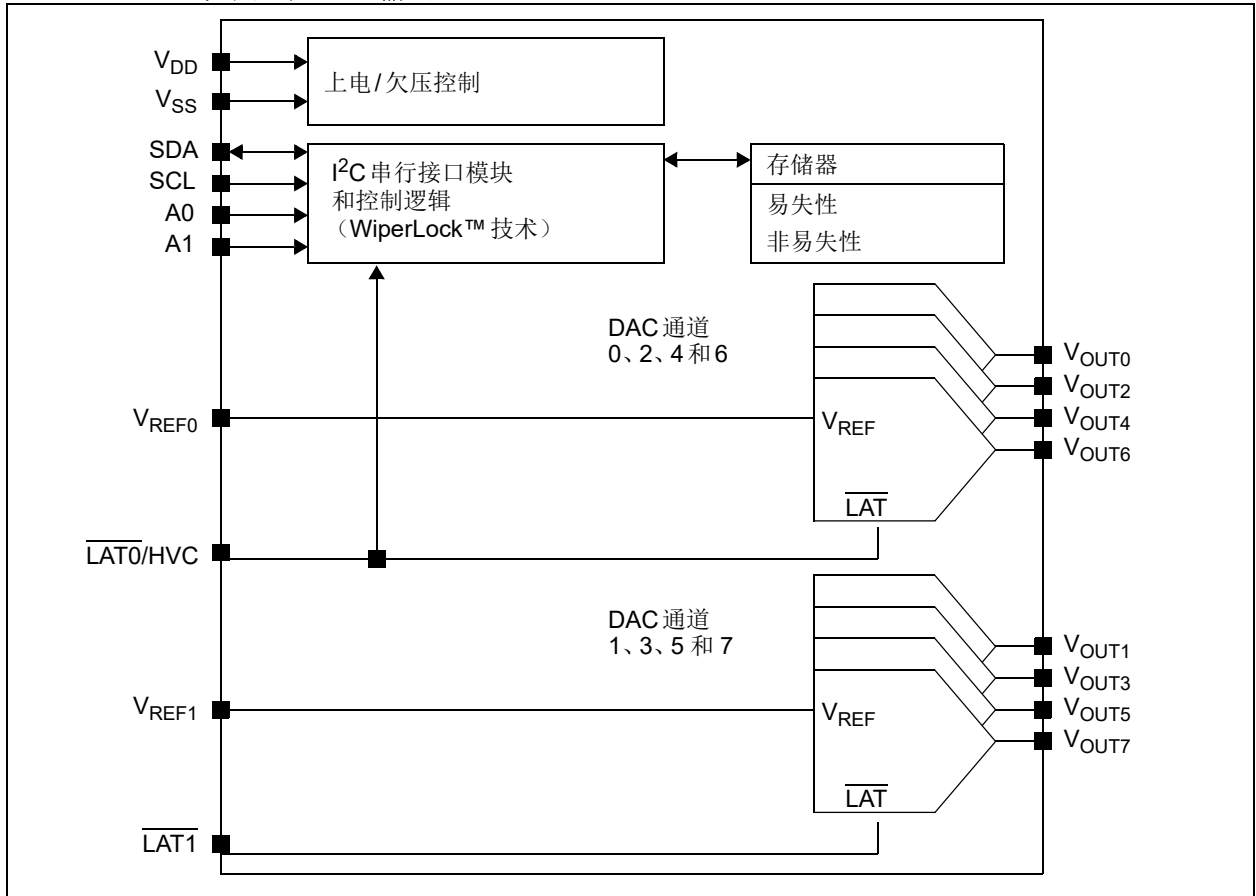 V_DD
上电/欠压控制
V_SS
SDA
SCL
A0
A1
I²C 串行接口模块
和控制逻辑
（WiperLock™ 技术）
存储器
易失性
非易失性
DAC 通道
0、2、4 和 6
V_REF0
V_REF
LAT
V_OUT0
V_OUT2
V_OUT4
V_OUT6
LAT0/HVC
DAC 通道
1、3、5 和 7
V_REF1
V_REF
LAT
V_OUT1
V_OUT3
V_OUT5
V_OUT7
LAT1